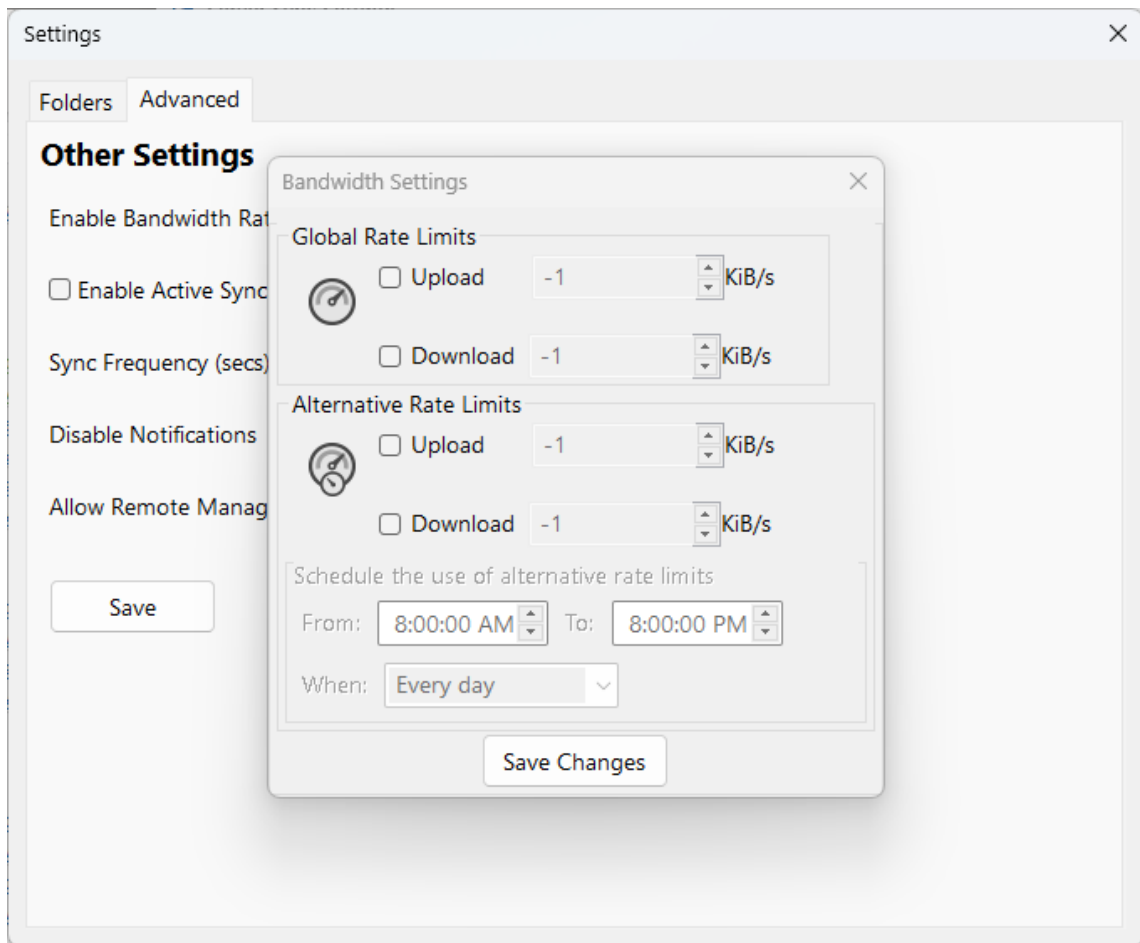 Settings
Folders
Advanced
Other Settings
Enable Bandwidth
Enable Active Sync
Sync Frequency (secs)
Disable Notifications
Allow Remote
Save
Bandwidth Settings
Global Rate Limits
Upload -1 KiB/s
Download -1 KiB/s
Alternative Rate Limits
Upload -1 KiB/s
Download -1 KiB/s
Schedule the use of alternative rate limits
From: 8:00:00 AM To: 8:00:00 PM
When: Every day
Save Changes